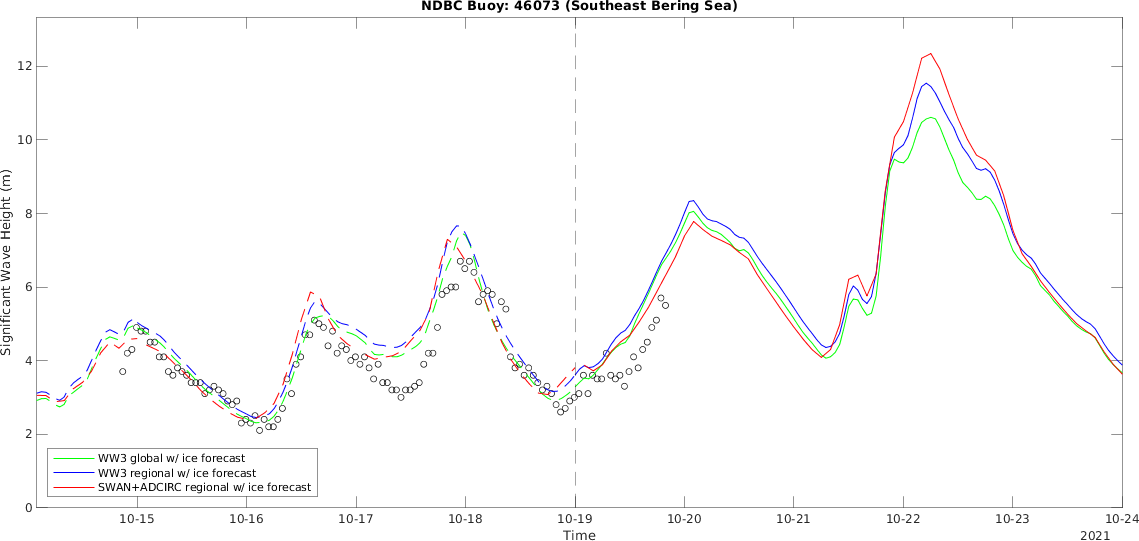 NDBC Buoy: 46073 (Southeast Bering Sea)
Significant Wave Height (m)
12
10
8
6
4
2
0
WW3 global w/ ice forecast
WW3 regional w/ ice forecast
SWAN+ADCIRC regional w/ ice forecast
10-15 10-16 10-17 10-18 10-19 10-20 10-21 10-22 10-23 10-24
Time
2021